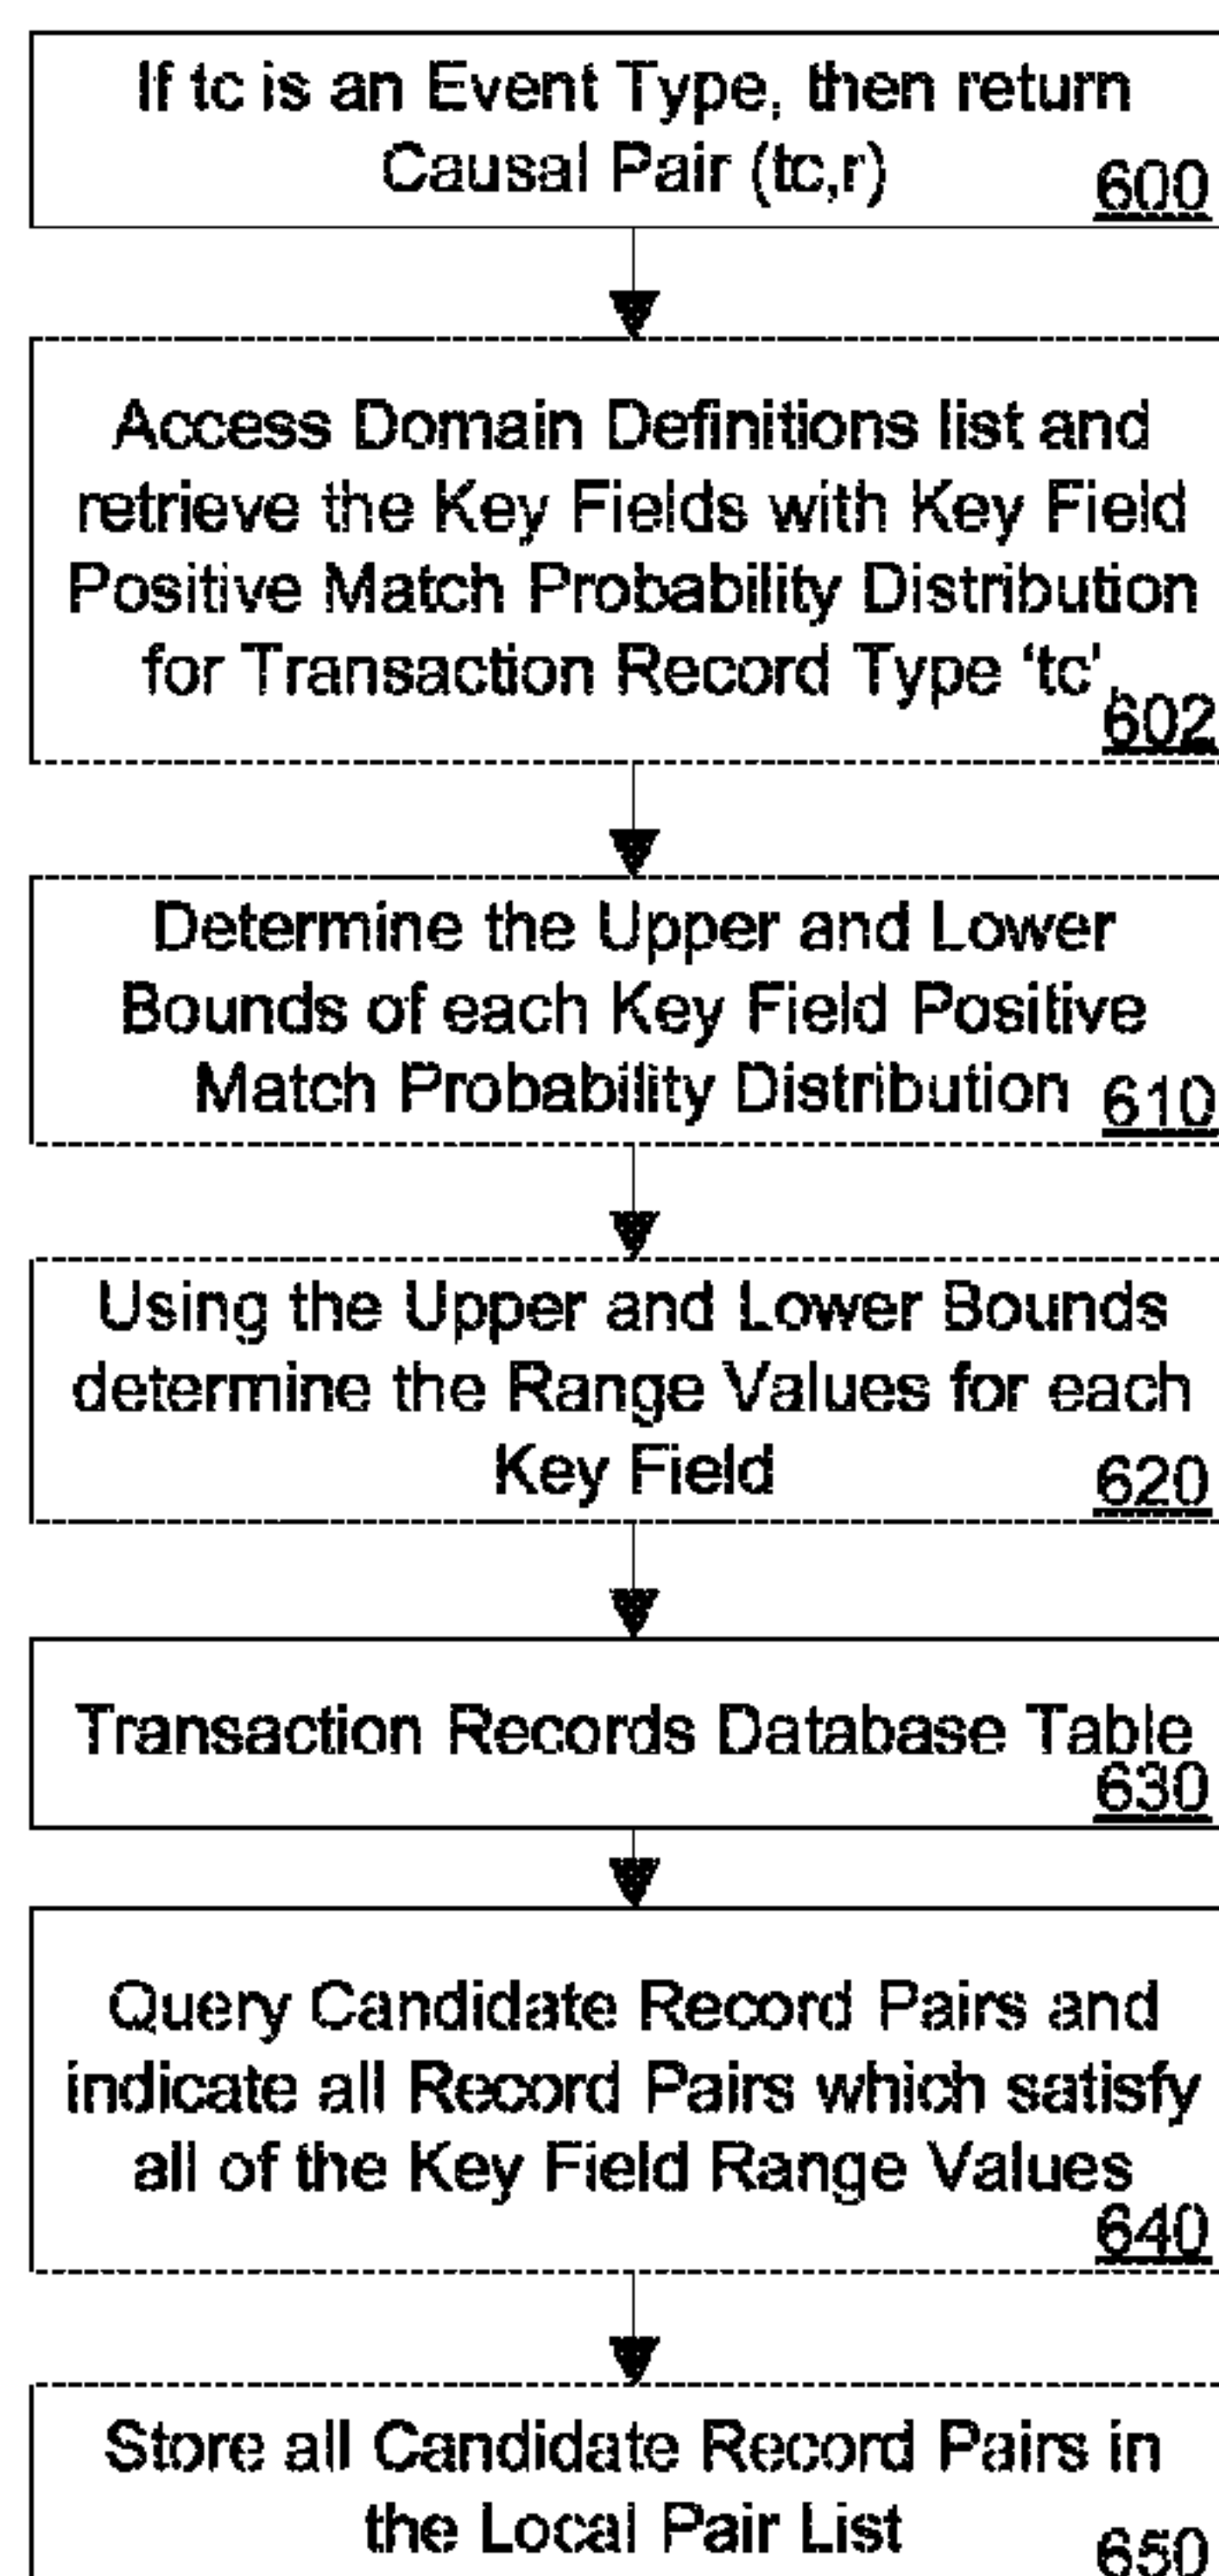 If tc is an Event Type, then return
Causal Pair (tc,r)
600
Access Domain Definitions list and
retrieve the Key Fields with Key Field
Positive Match Probability Distribution
for Transaction Record Type ‘tc’
602
Determine the Upper and Lower
Bounds of each Key Field Positive
Match Probability Distribution
610
Using the Upper and Lower Bounds
determine the Range Values for each
Key Field
620
Transaction Records Database Table
630
Query Candidate Record Pairs and
indicate all Record Pairs which satisfy
all of the Key Field Range Values
640
Store all Candidate Record Pairs in
the Local Pair List
650